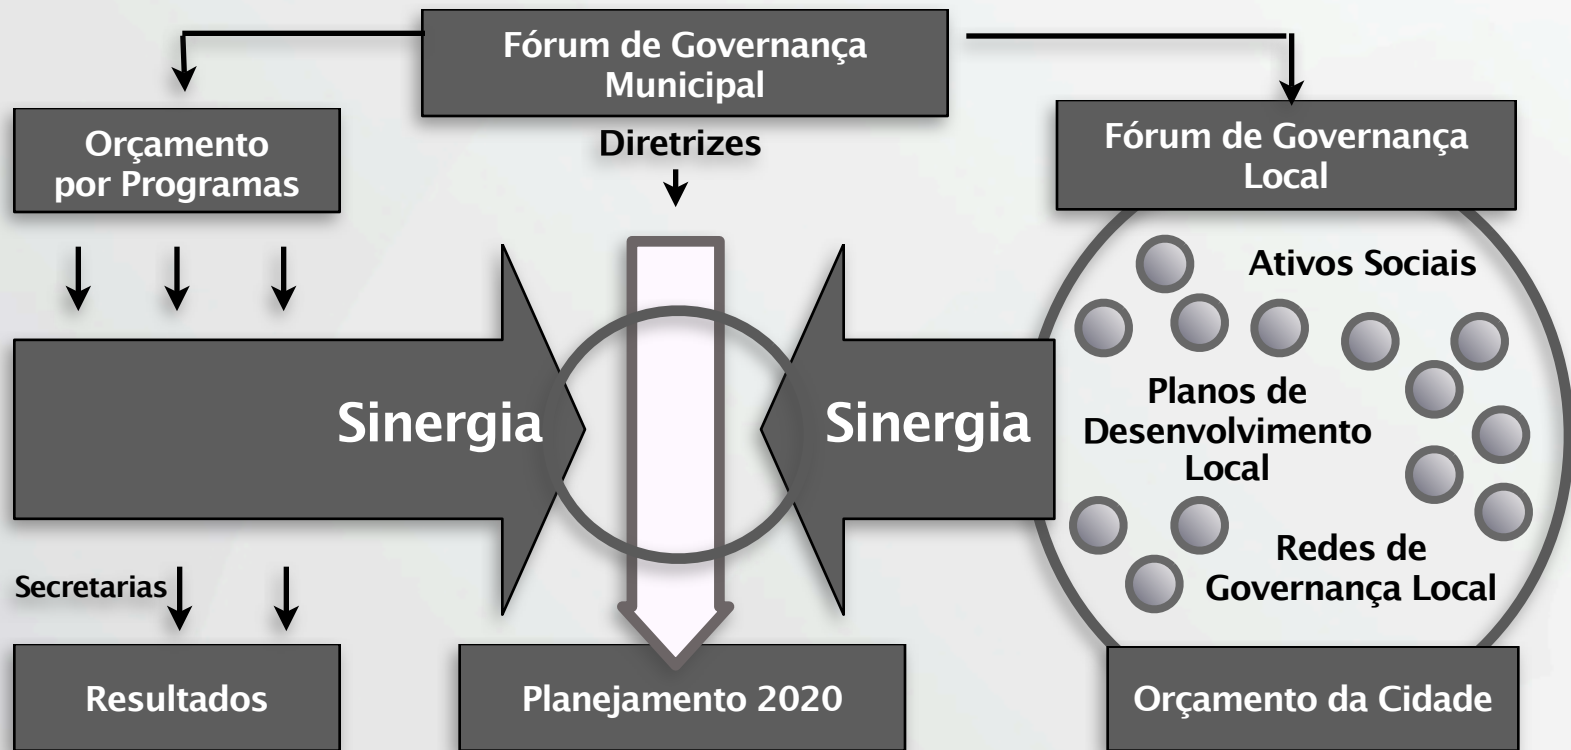 Fórum de Governança
Municipal
Diretrizes
Orçamento
por Programas
Fórum de Governança
Local
Ativos Sociais
Sinergia
Sinergia
Planos de
Desenvolvimento
Local
Redes de
Governança Local
Secretarias
Resultados
Planejamento 2020
Orçamento da Cidade